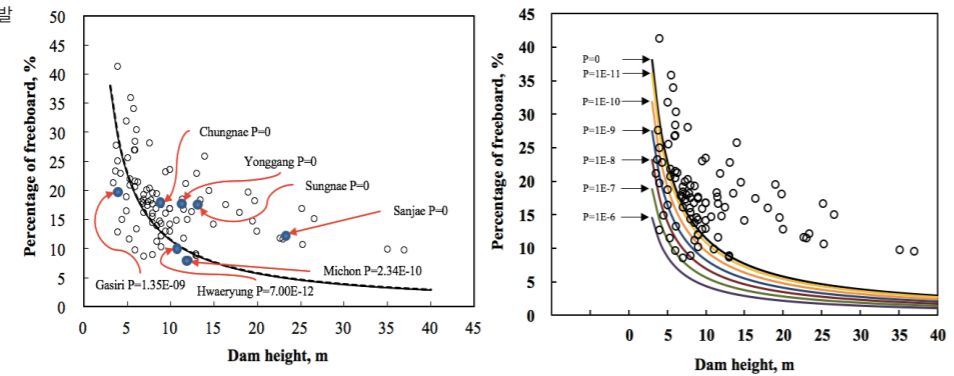 발
50
45
40
35
30
25
20
15
10
5
0
Percentage of freeboard, %
Chungnae P=0
Yonggang P=0
Sungnae P=0
Sanjae P=0
Michon P=2.34E-10
Gasiri P=1.35E-09
Hwaeryung P=7.00E-12
0 5 10 15 20 25 30 35 40 45
Dam height, m
45
40
35
30
25
20
15
10
5
0
Percentage of freeboard, %
P=0
P=1E-11
P=1E-10
P=1E-9
P=1E-8
P=1E-7
P=1E-6
0 5 10 15 20 25 30 35 40
Dam height, m